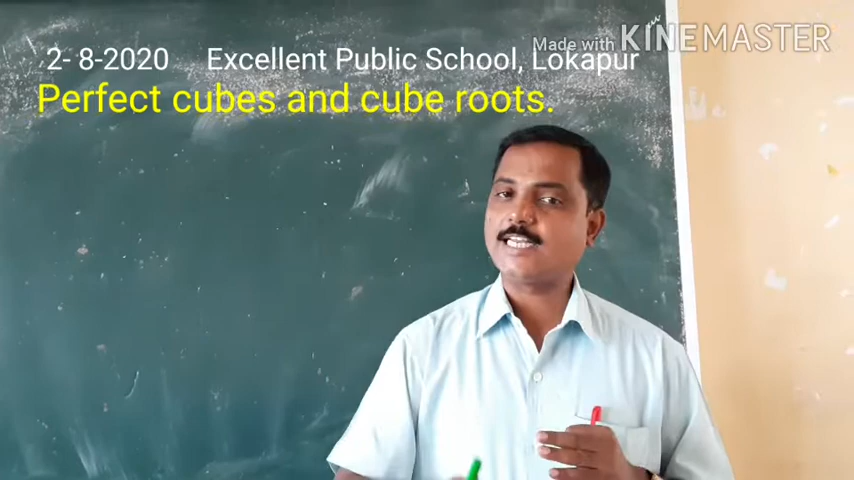 Made with KINEMASTER
2- 8-2020 Excellent Public School, Lokapur
Perfect cubes and cube roots.